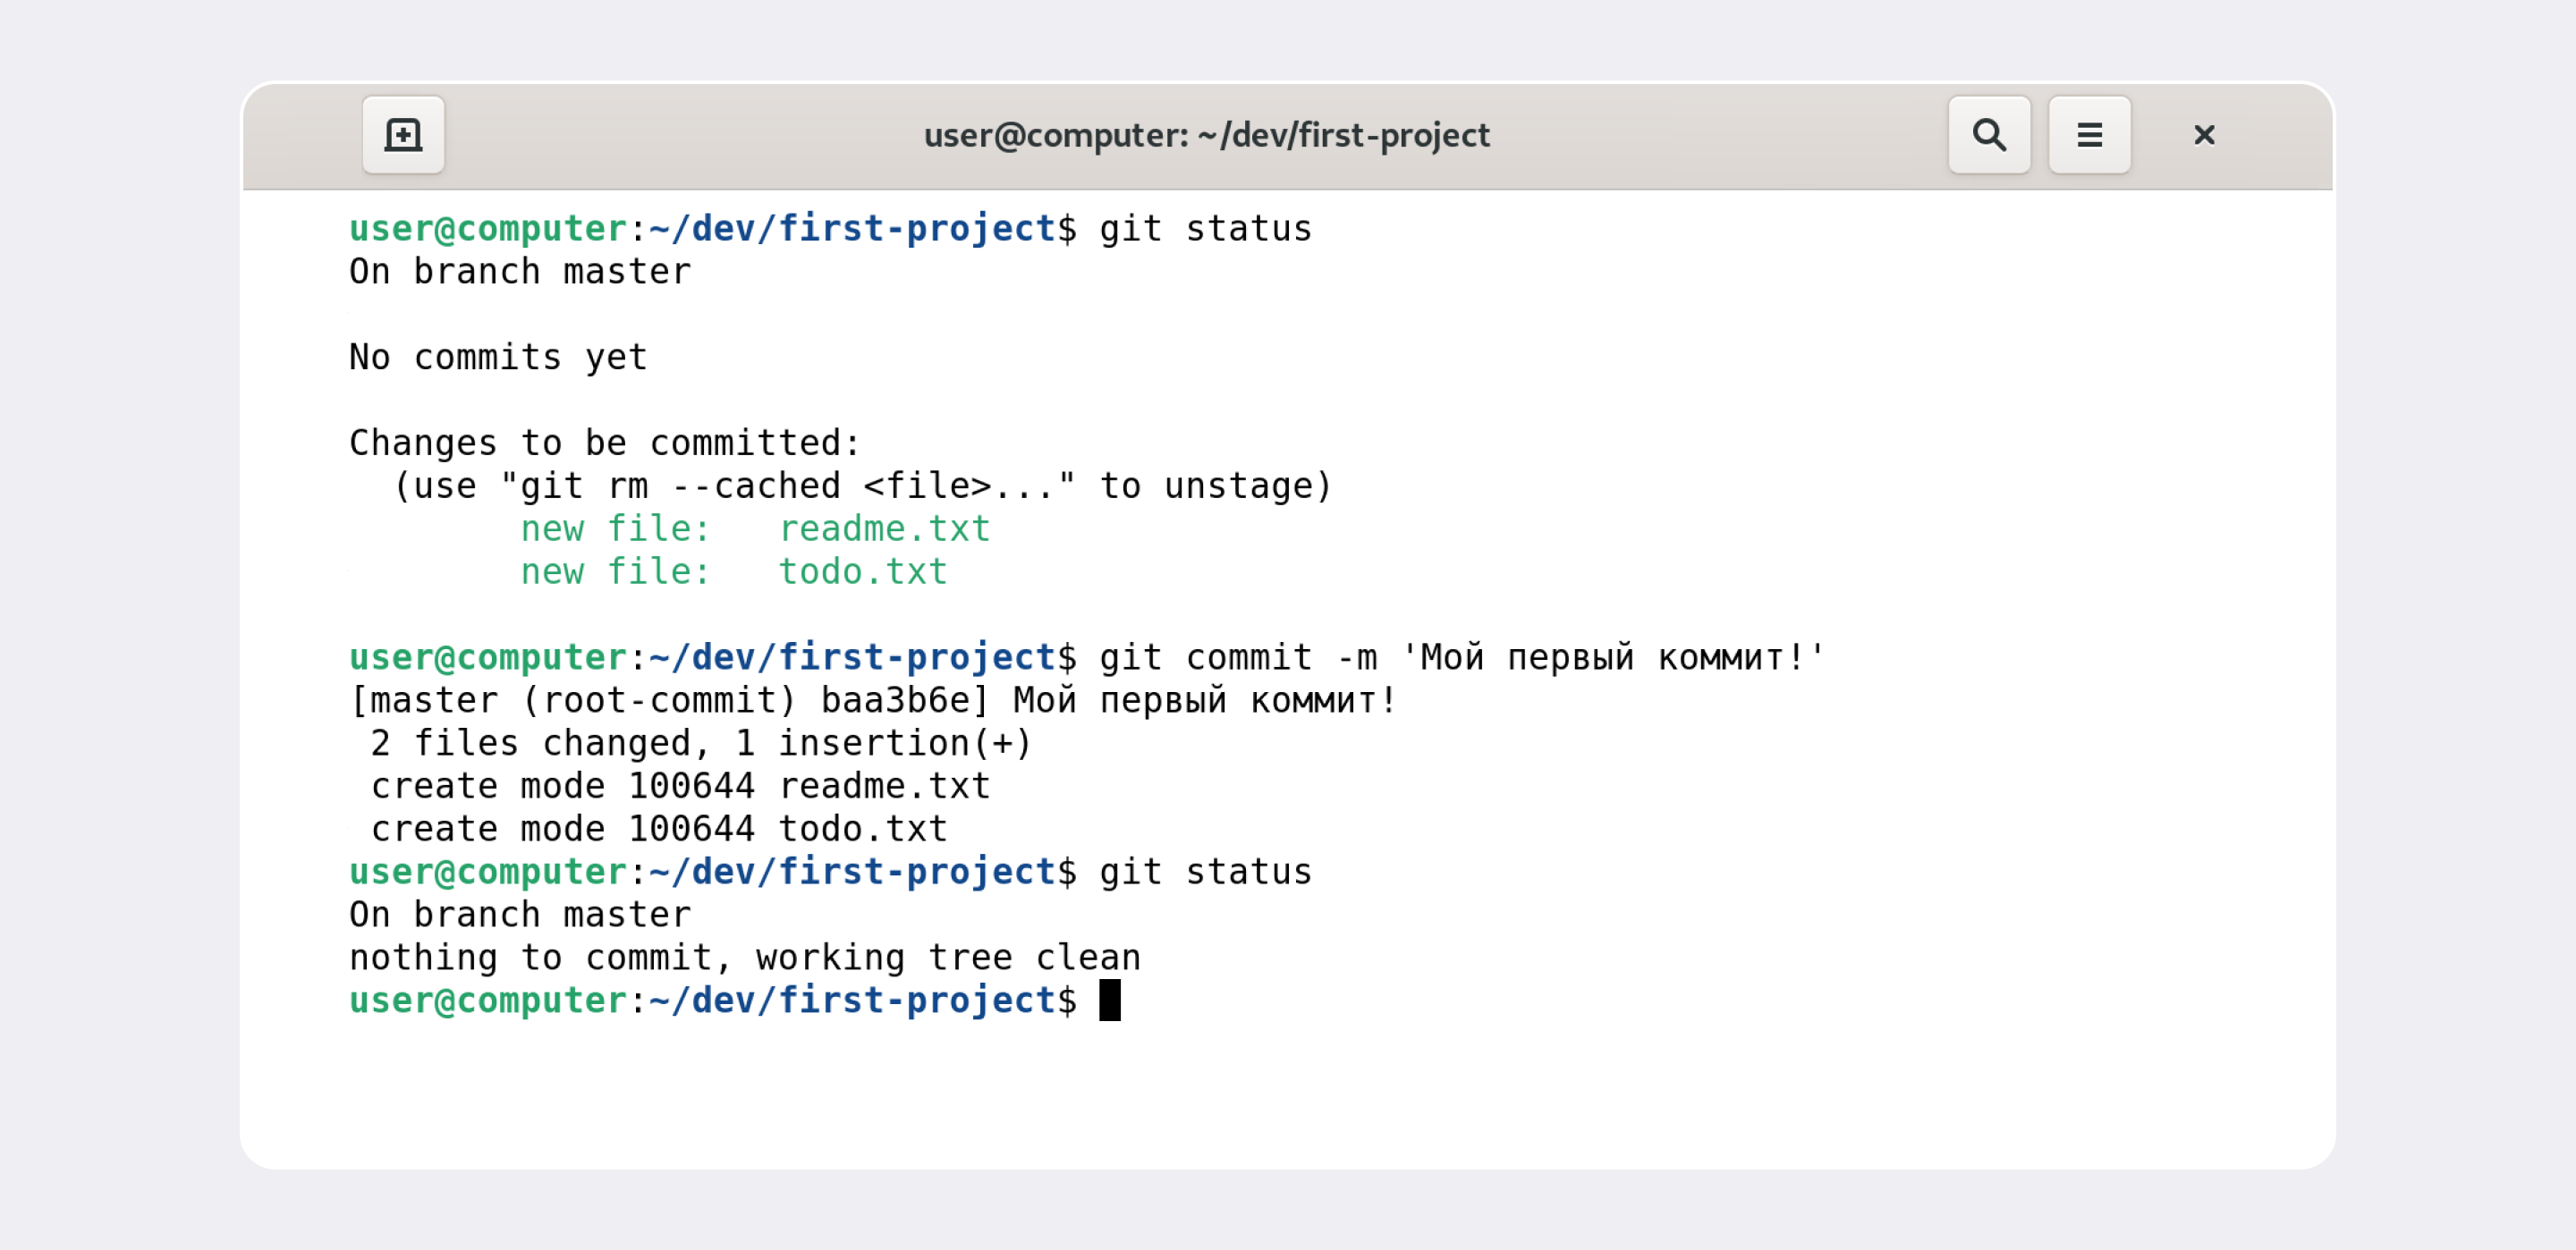 user@computer: ~/dev/first-project
user@computer:~/dev/first-project$ git status
On branch master
No commits yet
Changes to be committed:
  (use "git rm --cached <file>..." to unstage)
        new file:   readme.txt
        new file:   todo.txt
user@computer:~/dev/first-project$ git commit -m 'Мой первый коммит!'
[master (root-commit) baa3b6e] Мой первый коммит!
 2 files changed, 1 insertion(+)
 create mode 100644 readme.txt
 create mode 100644 todo.txt
user@computer:~/dev/first-project$ git status
On branch master
nothing to commit, working tree clean
user@computer:~/dev/first-project$